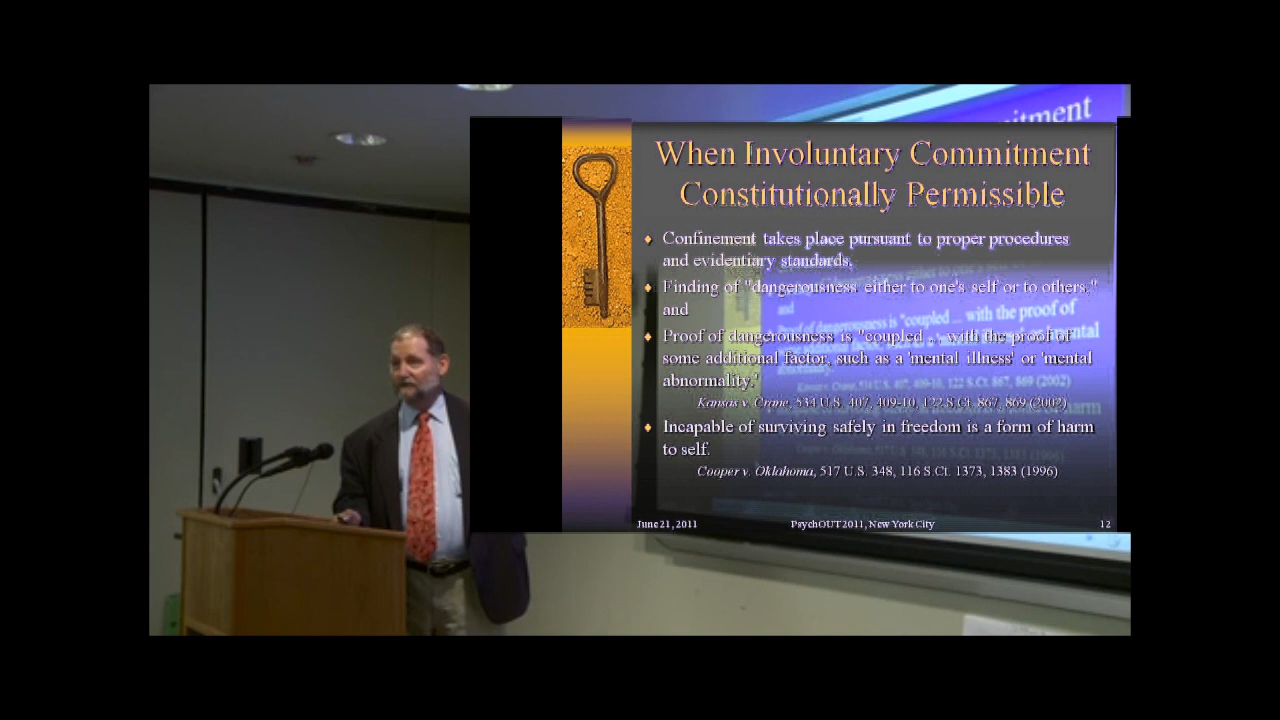 itment
When Involuntary Commitment
Constitutionally Permissible
Confinement takes place pursuant to proper procedures
and evidentiary standards,
Finding of "dangerousness either to one's self or to others,"
and
Proof of dangerousness is "coupled ... with the proof of
some additional factor, such as a 'mental illness' or 'mental
abnormality.'
Kansas v. Crane, 534 U.S. 407, 409-10, 122 S.Ct. 867, 869 (2002)
Incapable of surviving safely in freedom is a form of harm
to self.
Cooper v. Oklahoma, 517 U.S. 348, 116 S.Ct. 1373, 1383 (1996)
June 21, 2011
PsychOUT 2011, New York City
12